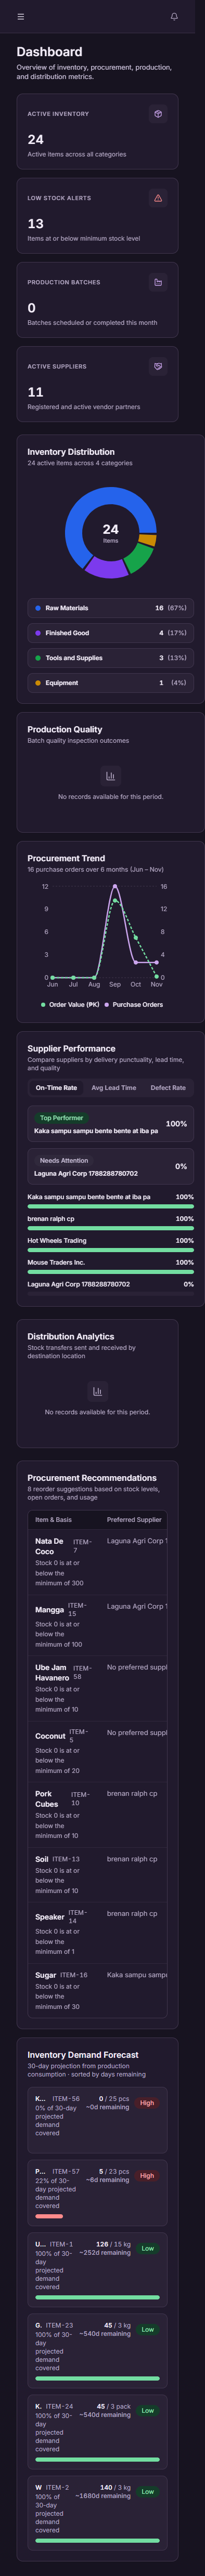 Dashboard
Overview of inventory, procurement, production,
and distribution metrics.
ACTIVE INVENTORY
24
Active items across all categories
LOW STOCK ALERTS
13
Items at or below minimum stock level
PRODUCTION BATCHES
0
Batches scheduled or completed this month
ACTIVE SUPPLIERS
11
Registered and active vendor partners
Inventory Distribution
24 active items across 4 categories
24
Items
Raw Materials 16 (67%)
Finished Good 4 (17%)
Tools and Supplies 3 (13%)
Equipment 1 (4%)
Production Quality
Batch quality inspection outcomes
No records available for this period.
Procurement Trend
16 purchase orders over 6 months (Jun – Nov)
12 16
9 12
6 8
3 4
0 0
Jun Jul Aug Sep Oct Nov
Order Value (₱K) Purchase Orders
Supplier Performance
Compare suppliers by delivery punctuality, lead time,
and quality
On-Time Rate Avg Lead Time Defect Rate
Top Performer
Kaka sampu sampu bente bente at iba pa 100%
Needs Attention
Laguna Agri Corp 1788288780702 0%
Kaka sampu sampu bente bente at iba pa 100%
brenan ralph cp 100%
Hot Wheels Trading 100%
Mouse Traders Inc. 100%
Laguna Agri Corp 1788288780702 0%
Distribution Analytics
Stock transfers sent and received by
destination location
No records available for this period.
Procurement Recommendations
8 reorder suggestions based on stock levels,
open orders, and usage
Item & Basis Preferred Supplier
Nata De Coco ITEM-7 Laguna Agri Corp 1
Stock 0 is at or
below the
minimum of 300
Mangga ITEM-15 Laguna Agri Corp 1
Stock 0 is at or
below the
minimum of 100
Ube Jam Havanero ITEM-58 No preferred suppl
Stock 0 is at or
below the
minimum of 10
Coconut ITEM-5 No preferred suppl
Stock 0 is at or
below the
minimum of 20
Pork Cubes ITEM-10 brenan ralph cp
Stock 0 is at or
below the
minimum of 10
Soil ITEM-13 brenan ralph cp
Stock 0 is at or
below the
minimum of 10
Speaker ITEM-14 brenan ralph cp
Stock 0 is at or
below the
minimum of 1
Sugar ITEM-16 Kaka sampu sampu
Stock 0 is at or
below the
minimum of 30
Inventory Demand Forecast
30-day projection from production
consumption · sorted by days remaining
K... ITEM-56 0 / 25 pcs High
0% of 30-day ~0d remaining
projected
demand
covered
P... ITEM-57 5 / 23 pcs High
22% of 30- ~6d remaining
day projected
demand
covered
U... ITEM-1 126 / 15 kg Low
100% of 30- ~252d remaining
day
projected
demand
covered
G. ITEM-23 45 / 3 kg Low
100% of 30- ~540d remaining
day
projected
demand
covered
K. ITEM-24 45 / 3 pack Low
100% of 30- ~540d remaining
day
projected
demand
covered
W ITEM-2 140 / 3 kg Low
100% of ~1680d remaining
30-day
projected
demand
covered